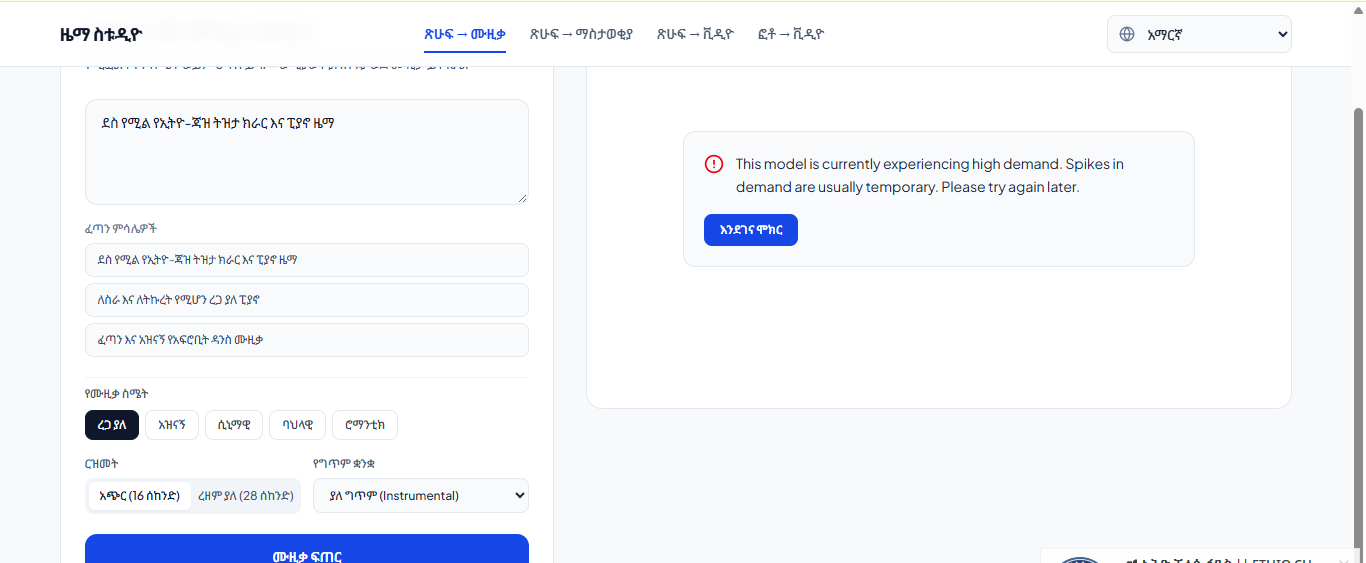 ዜማ ስቱዲዮ
ጽሁፍ → ሙዚቃ
ጽሁፍ → ማስታወቂያ
ጽሁፍ → ቪዲዮ
ፎቶ → ቪዲዮ
አማርኛ
ደስ የሚል የኢትዮ-ጃዝ ትዝታ ክራር እና ፒያኖ ዜማ
ፈጣን ምሳሌዎች
ደስ የሚል የኢትዮ-ጃዝ ትዝታ ክራር እና ፒያኖ ዜማ
ለስራ እና ለትኩረት የሚሆን ረጋ ያለ ፒያኖ
ፈጣን እና አዝናኝ የአፍሮቢት ዳንስ ሙዚቃ
የሙዚቃ ስሜት
ረጋ ያለ
አዝናኝ
ሲኒማዊ
ባህላዊ
ሮማንቲክ
ርዝመት
የግጥም ቋንቋ
አጭር (16 ሰከንድ)
ረዘም ያለ (28 ሰከንድ)
ያለ ግጥም (Instrumental)
ሙዚቃ ፍጠር
This model is currently experiencing high demand. Spikes in
demand are usually temporary. Please try again later.
እንደገና ሞክር